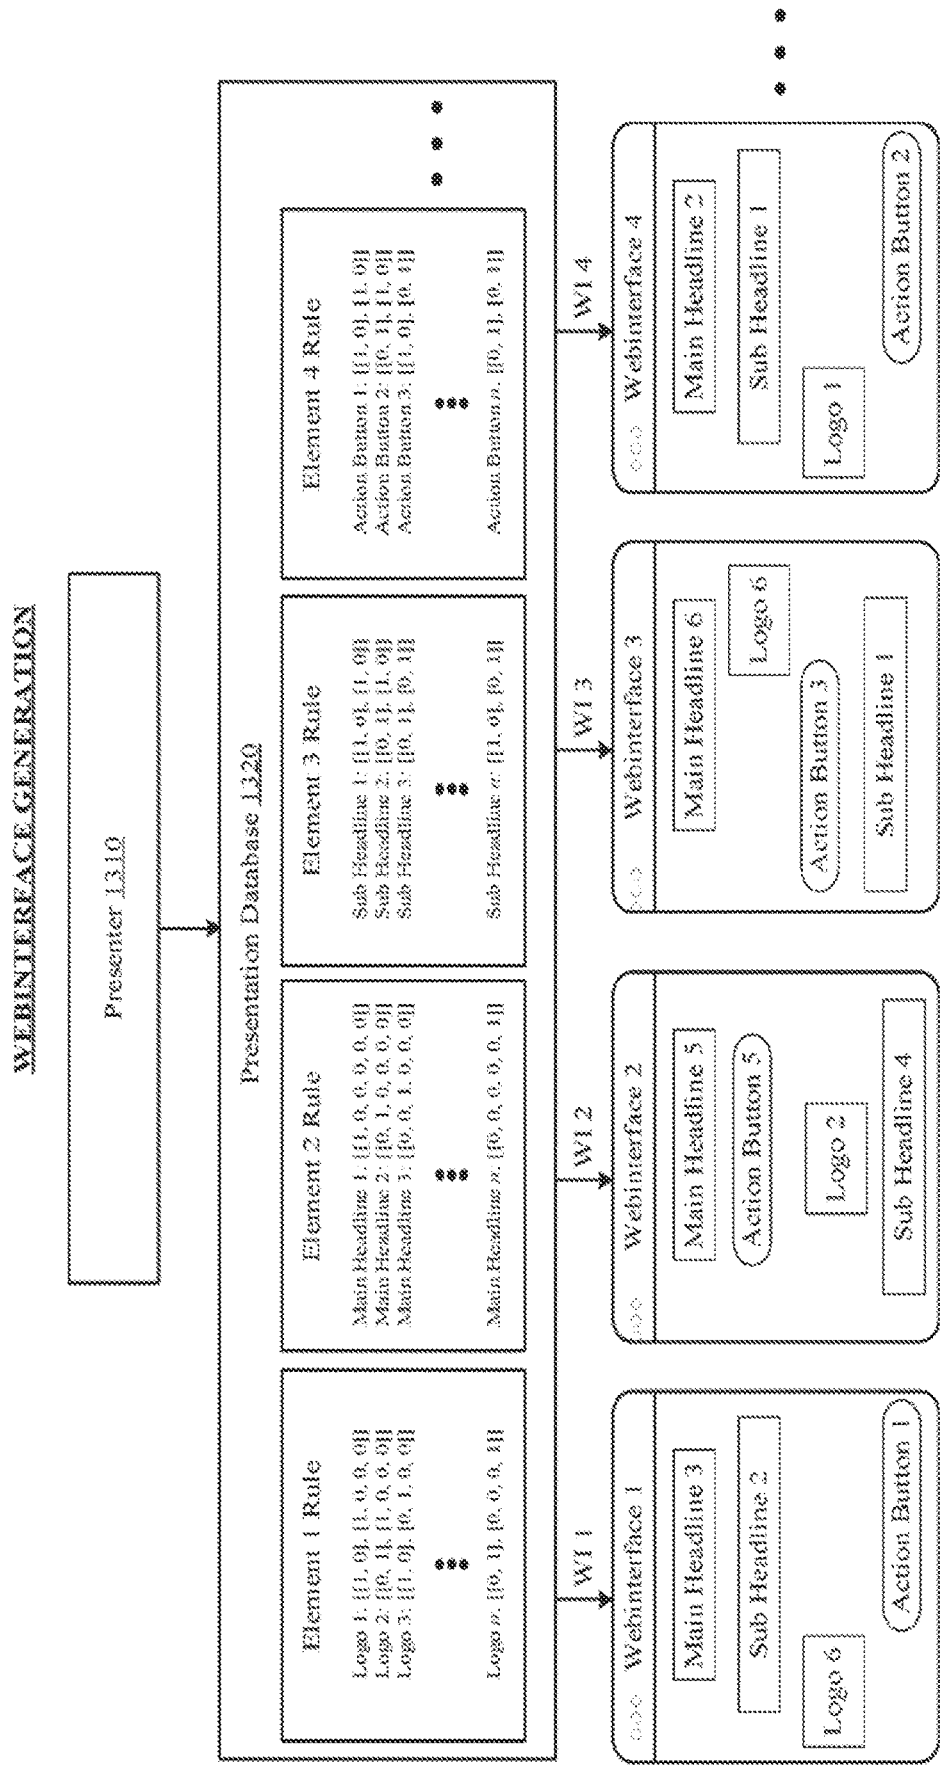 WEBINTERFACE GENERATION
Presenter 1310
Presentation Database 1320
Element 1 Rule
Logo 1: [[1, 0], [1, 0, 0, 0]]
Logo 2: [[0, 1], [1, 0, 0, 0]]
Logo 3: [[1, 0], [0, 1, 0, 0]]
Logo n: [[0, 1], [0, 0, 0, 1]]
Element 2 Rule
Main Headline 1: [[1, 0, 0, 0, 0, 0]]
Main Headline 2: [[0, 1, 0, 0, 0, 0]]
Main Headline 3: [[0, 0, 1, 0, 0, 0]]
Main Headline n: [[0, 0, 0, 0, 0, 1]]
Element 3 Rule
Sub Headline 1: [[1, 0], [1, 0]]
Sub Headline 2: [[0, 1], [1, 0]]
Sub Headline 3: [[0, 1], [0, 1]]
Sub Headline n: [[1, 0], [0, 1]]
Element 4 Rule
Action Button 1: [[1, 0], [1, 0]]
Action Button 2: [[0, 1], [1, 0]]
Action Button 3: [[1, 0], [0, 1]]
Action Button n: [[0, 1], [0, 1]]
WI 1
WI 2
WI 3
WI 4
Webinterface 1
Main Headline 3
Sub Headline 2
Logo 6
Action Button 1
Webinterface 2
Main Headline 5
Action Button 5
Logo 2
Sub Headline 4
Webinterface 3
Main Headline 6
Logo 6
Action Button 3
Sub Headline 1
Webinterface 4
Main Headline 2
Sub Headline 1
Logo 1
Action Button 2